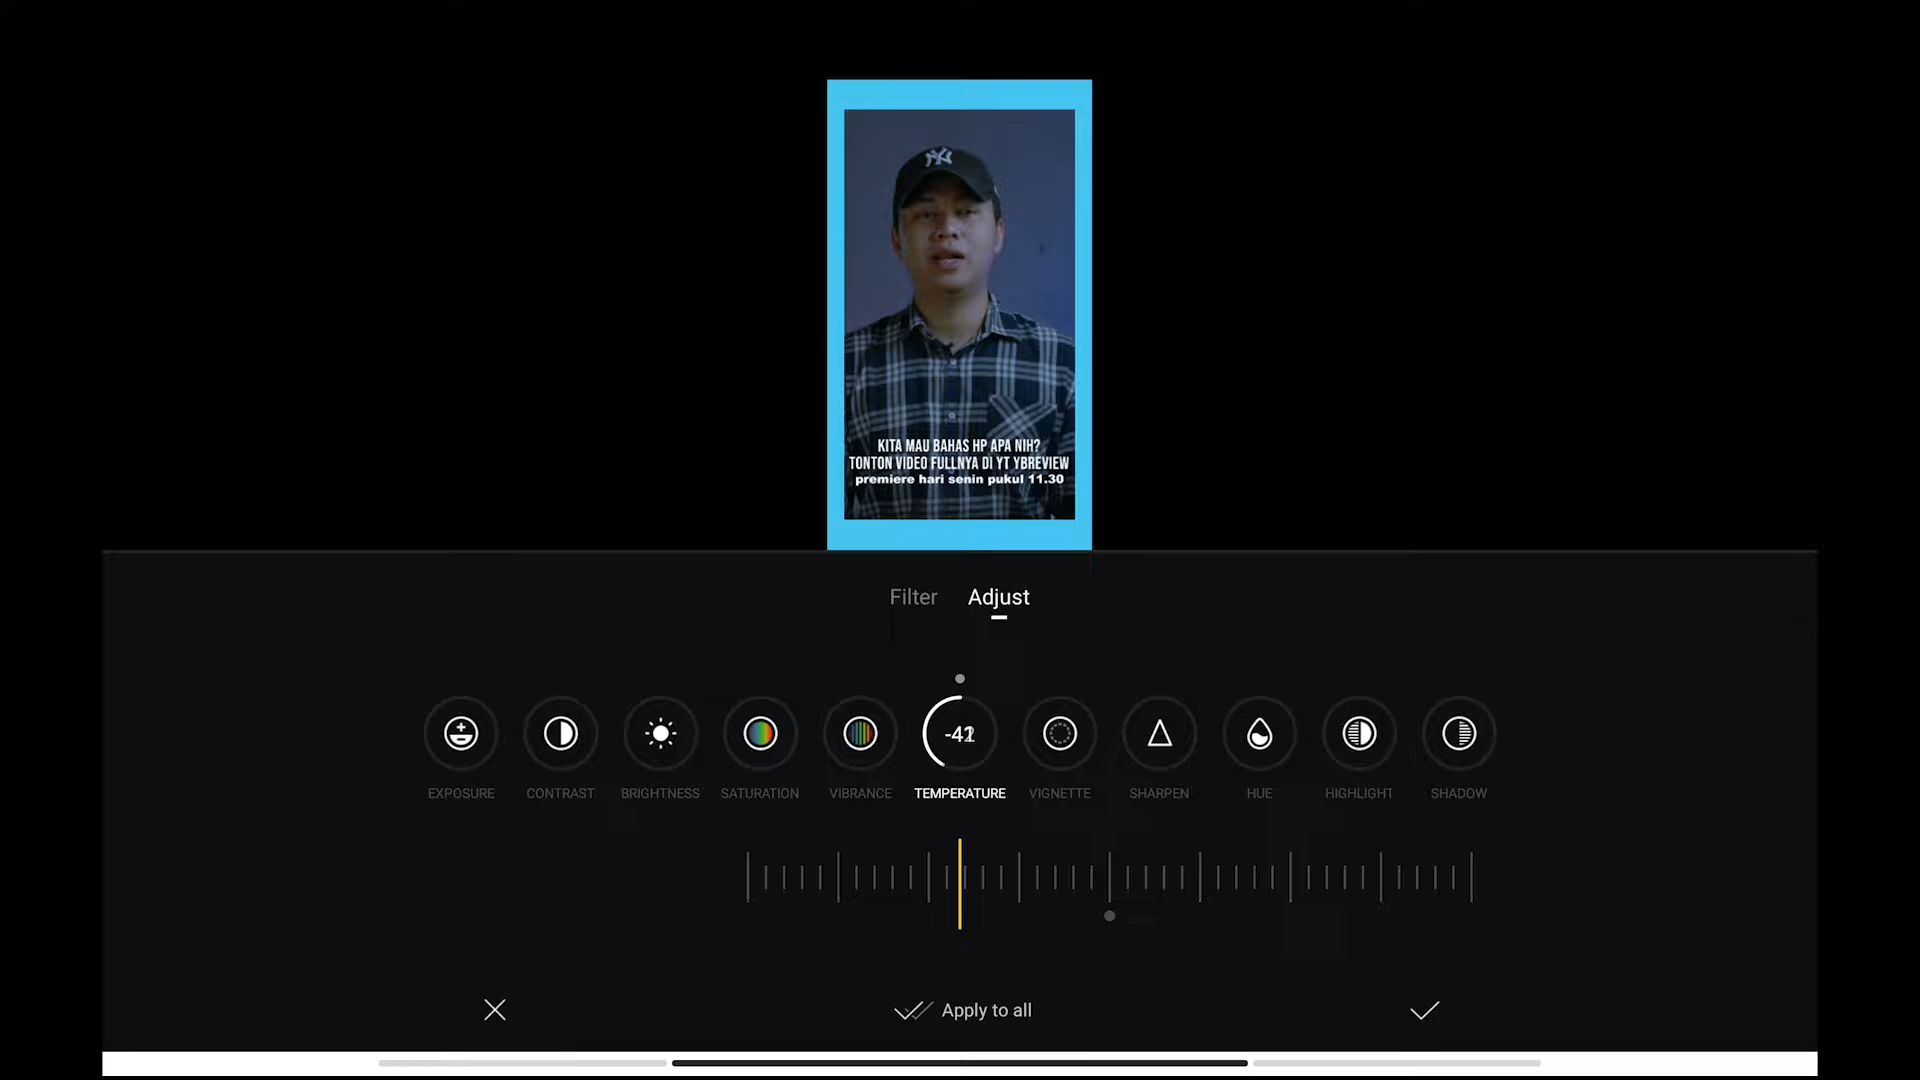 NY
KITA MAU BAHAS HP APA NIH?
TONTON VIDEO FULLNYA DI YT YBREVIEW
premiere hari senin pukul 11.30
Filter Adjust
EXPOSURE CONTRAST BRIGHTNESS SATURATION VIBRANCE TEMPERATURE VIGNETTE SHARPEN HUE HIGHLIGHT SHADOW
Apply to all